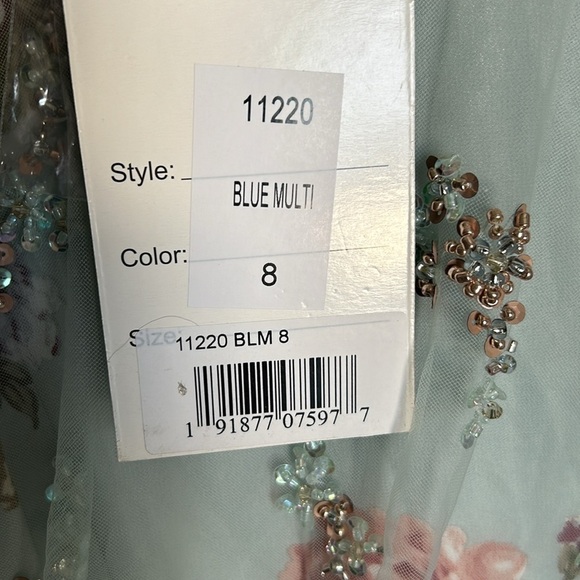 11220
Style:
BLUE MULTI
Color:
8
Size:
11220 BLM 8
1 91877 07597 7